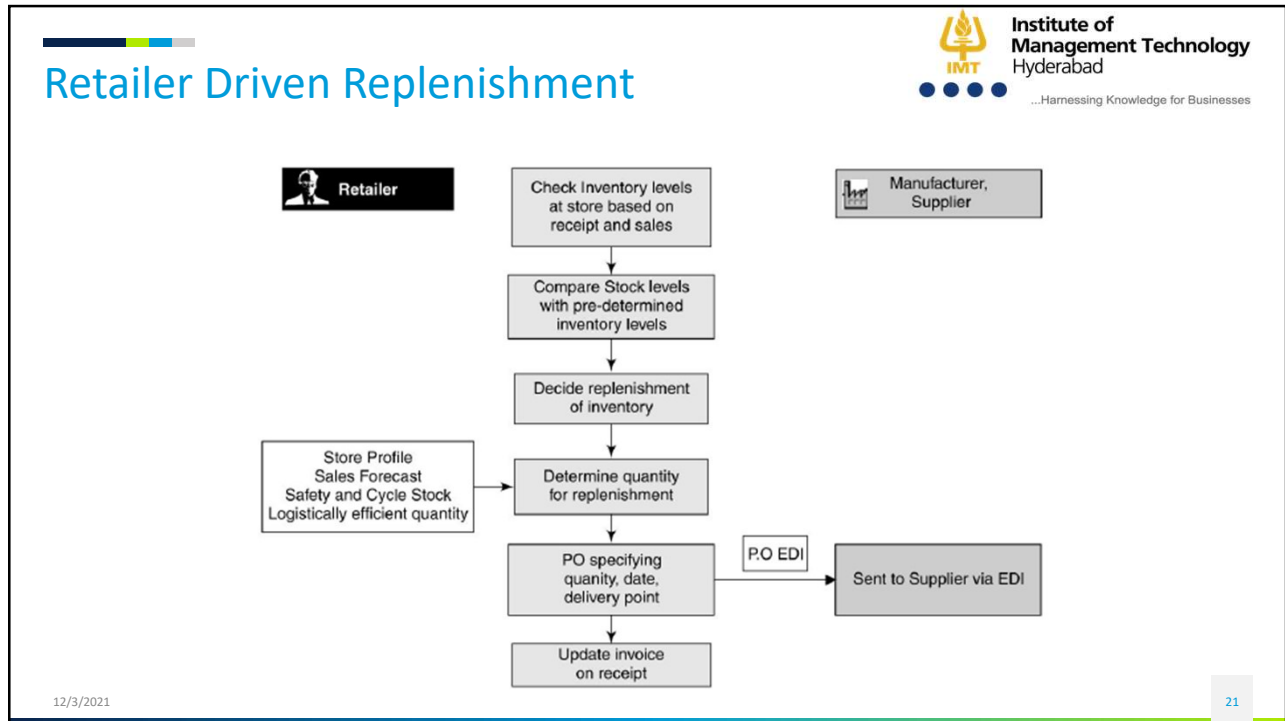 Retailer Driven Replenishment
IMT
Institute of
Management Technology
Hyderabad
...Harnessing Knowledge for Businesses
Retailer
Check Inventory levels
at store based on
receipt and sales
Manufacturer,
Supplier
Compare Stock levels
with pre-determined
inventory levels
Decide replenishment
of inventory
Store Profile
Sales Forecast
Safety and Cycle Stock
Logistically efficient quantity
Determine quantity
for replenishment
PO specifying
quanity, date,
delivery point
P.O EDI
Sent to Supplier via EDI
Update invoice
on receipt
12/3/2021
21